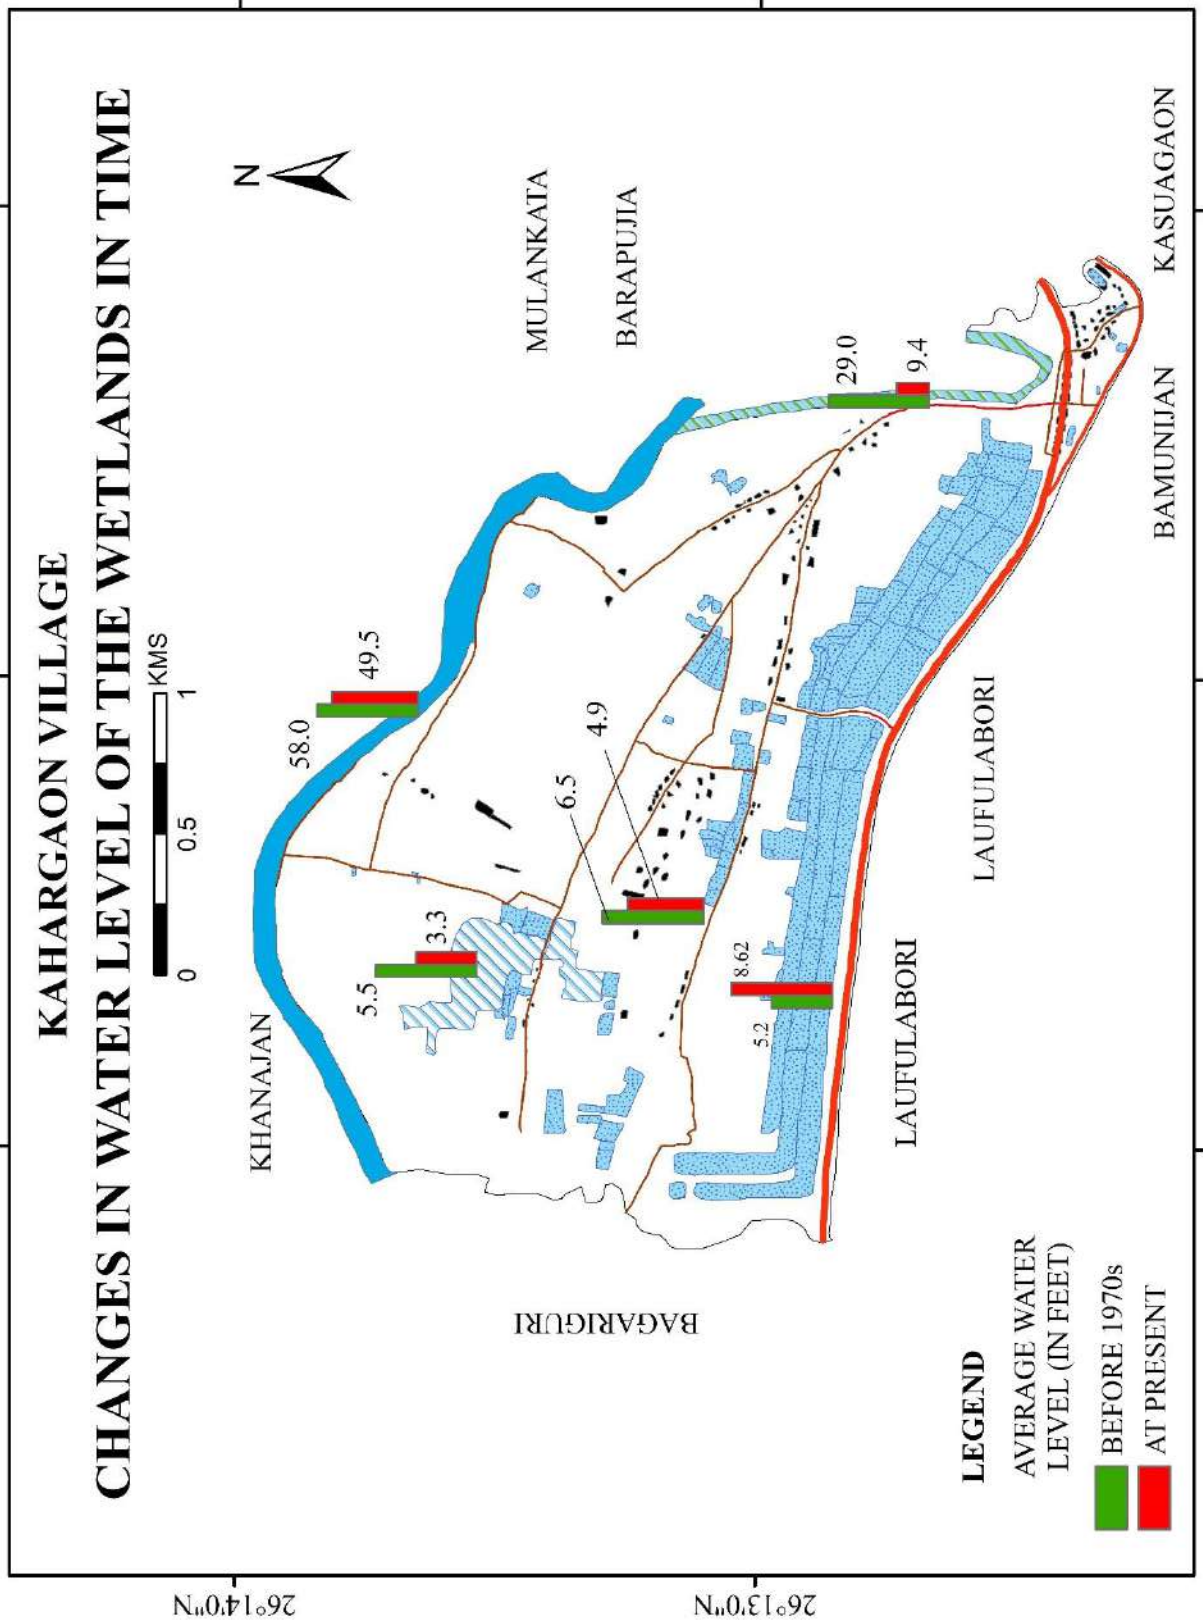 KAHARGAON VILLAGE
CHANGES IN WATER LEVEL OF THE WETLANDS IN TIME
0 0.5 1 KMS
N
KHANAJAN
58.0
49.5
5.5
3.3
MULANKATA
BARAPUJIA
6.5
4.9
29.0
9.4
5.2
8.62
BAGARIGURI
LAUFULABORI
LAUFULABORI
BAMUNIJAN
KASUAGAON
LEGEND
AVERAGE WATER
LEVEL (IN FEET)
BEFORE 1970s
AT PRESENT
26°14'0"N
26°13'0"N